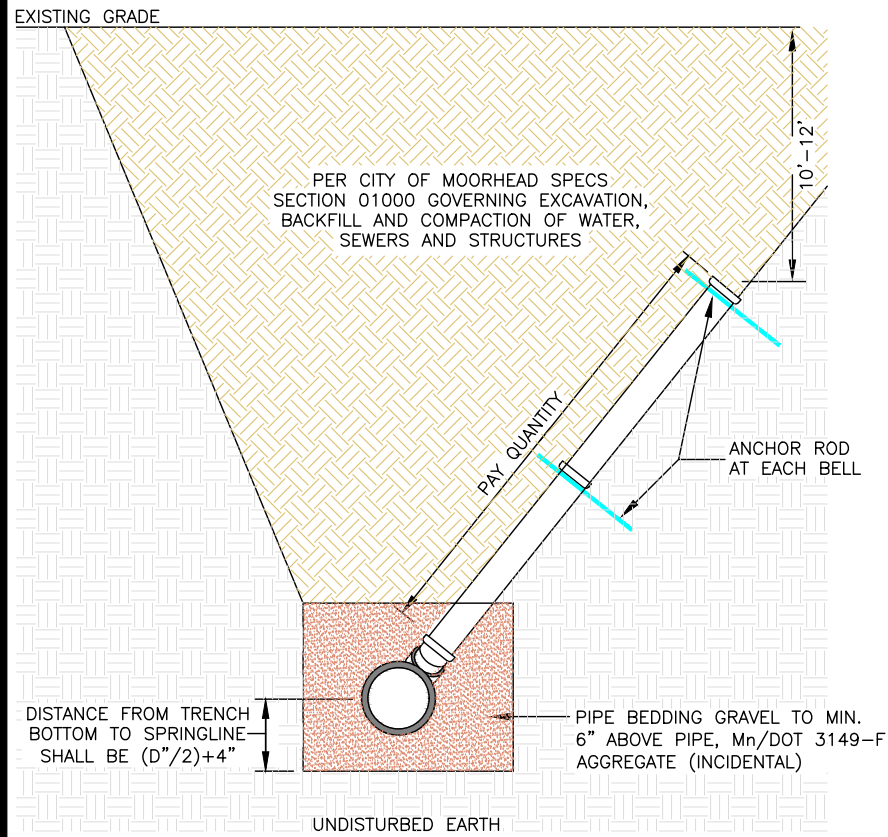 EXISTING GRADE
10'-12'
PER CITY OF MOORHEAD SPECS
SECTION 01000 GOVERNING EXCAVATION,
BACKFILL AND COMPACTION OF WATER,
SEWERS AND STRUCTURES
PAY QUANTITY
ANCHOR ROD
AT EACH BELL
DISTANCE FROM TRENCH
BOTTOM TO SPRINGLINE
SHALL BE (D"/2)+4"
PIPE BEDDING GRAVEL TO MIN.
6" ABOVE PIPE, Mn/DOT 3149-F
AGGREGATE (INCIDENTAL)
UNDISTURBED EARTH